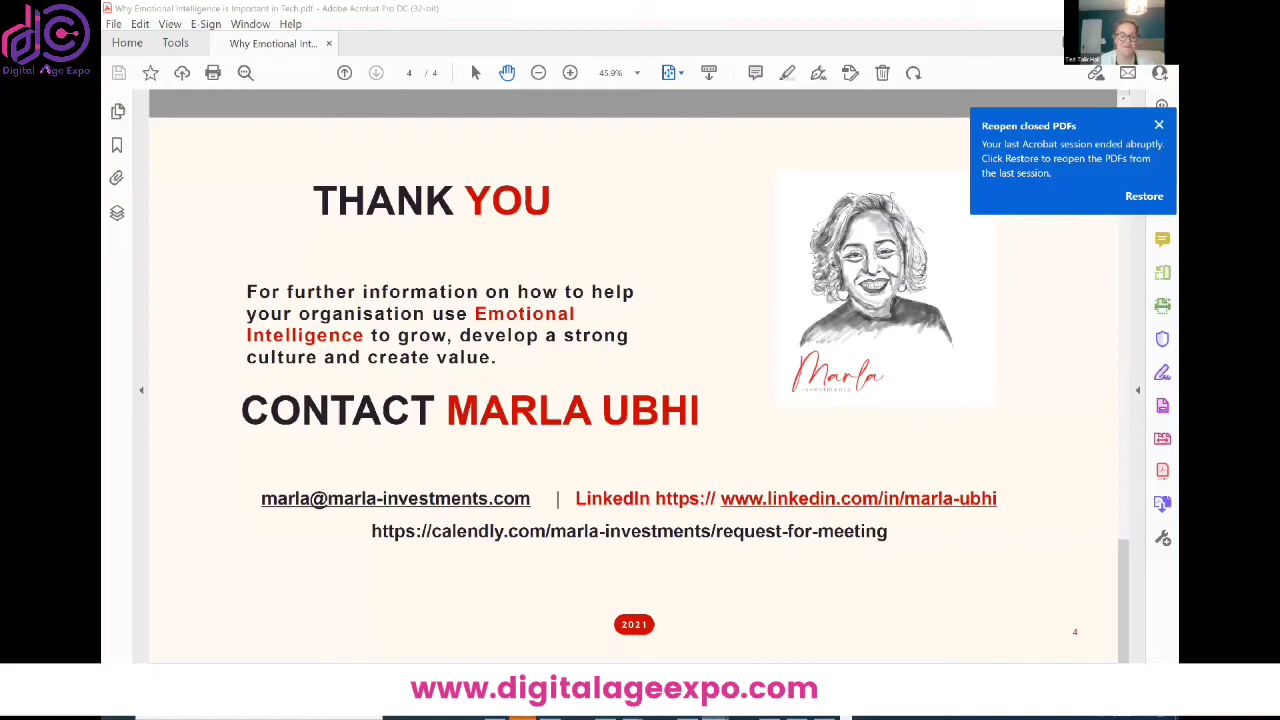 Why Emotional Intelligence is Important in Tech.pdf - Adobe Acrobat Pro DC (32-bit)
File Edit View E-Sign Window Help
Digital Age Expo
Home Tools Why Emotional Int... ×
4 / 4 45.9%
Ted Talk Hall
Reopen closed PDFs
Your last Acrobat session ended abruptly.
Click Restore to reopen the PDFs from
the last session.
Restore
THANK YOU
For further information on how to help
your organisation use Emotional
Intelligence to grow, develop a strong
culture and create value.
Marla
investments
CONTACT MARLA UBHI
marla@marla-investments.com | LinkedIn https:// www.linkedin.com/in/marla-ubhi
https://calendly.com/marla-investments/request-for-meeting
2021
4
www.digitalageexpo.com